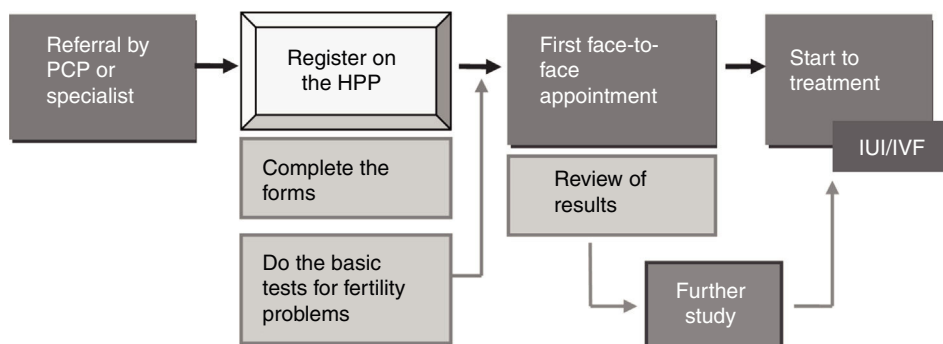 Referral by
PCP or
specialist
Register on
the HPP
First face-to-
face
appointment
Start to
treatment
IUI/IVF
Complete the
forms
Review of
results
Do the basic
tests for fertility
problems
Further
study